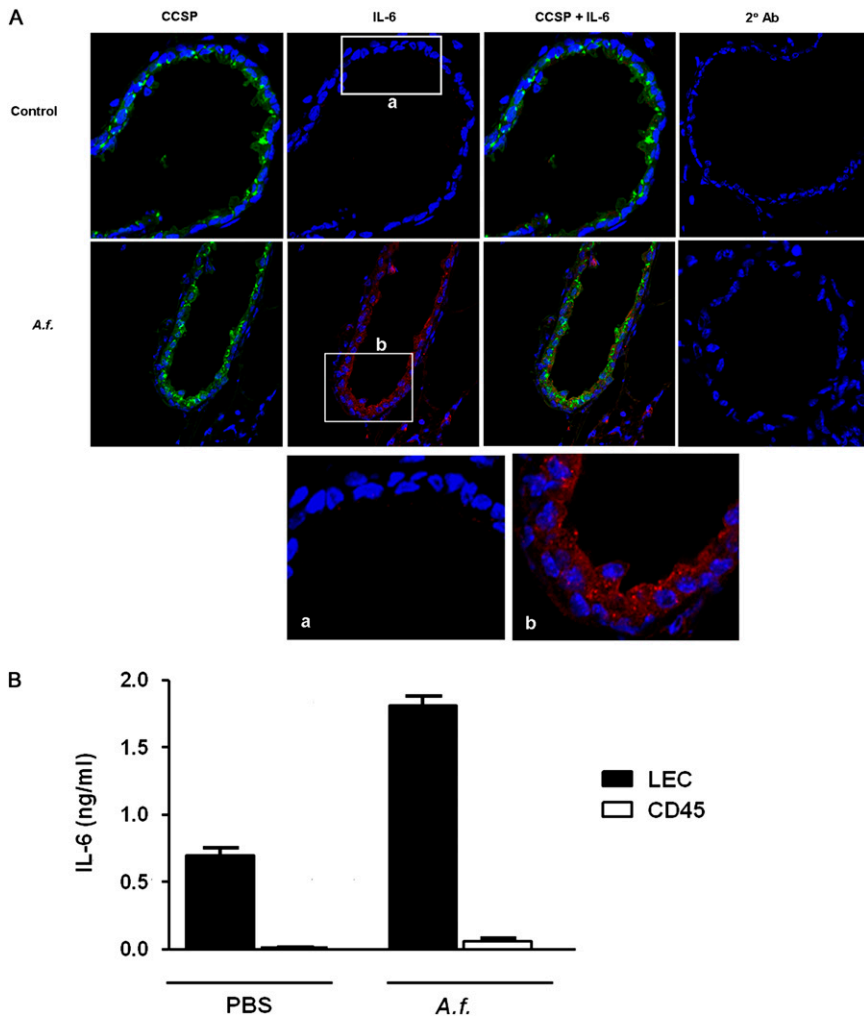 A
CCSP
IL-6
CCSP + IL-6
2° Ab
Control
a
A.f.
b
a
b
B
2.0
1.5
1.0
0.5
0.0
IL-6 (ng/ml)
LEC
CD45
PBS
A.f.